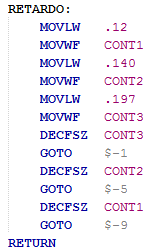 RETARDO:
MOVLW .12
MOVWF CONT1
MOVLW .140
MOVWF CONT2
MOVLW .197
MOVWF CONT3
DECFSZ CONT3
GOTO $-1
DECFSZ CONT2
GOTO $-5
DECFSZ CONT1
GOTO $-9
RETURN